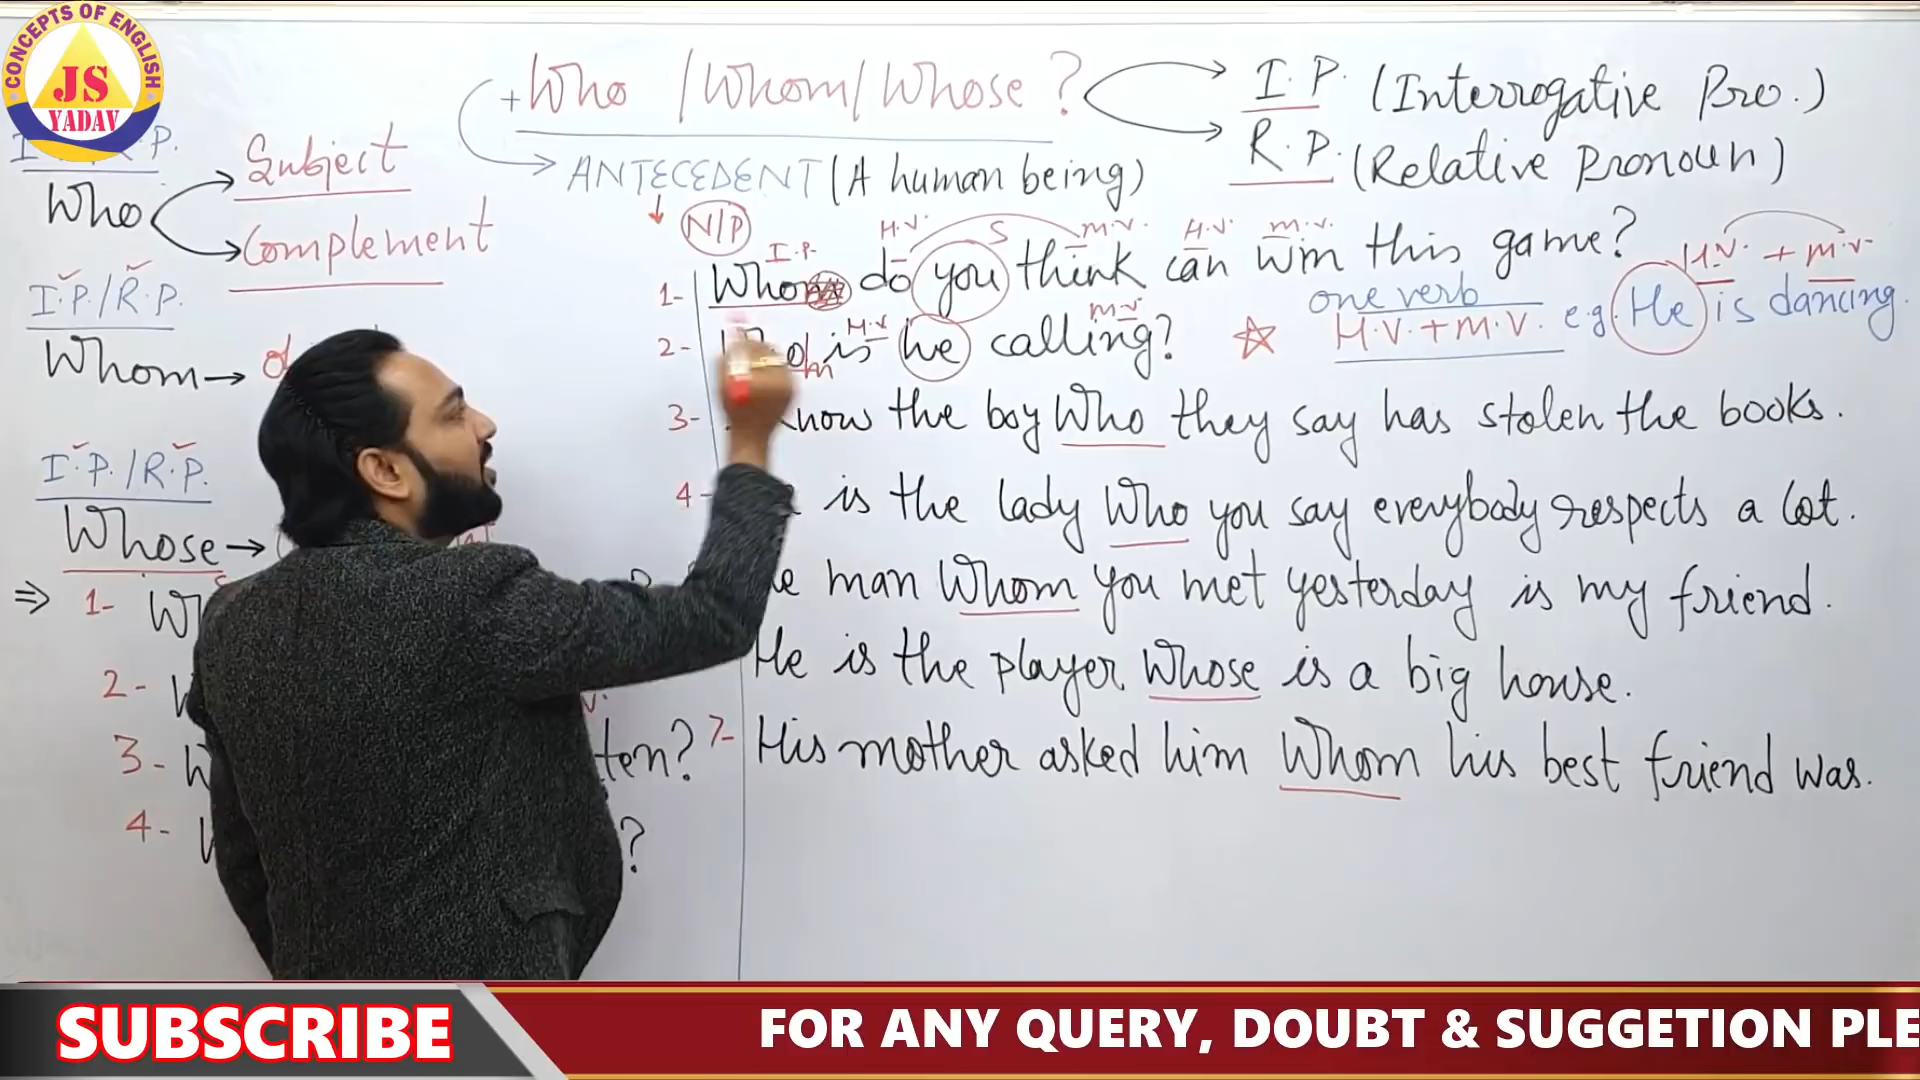 CONCEPTS OF ENGLISH
JS
YADAV
+ Who / Whom / Whose ?
I.P. (Interrogative Pro.)
R.P. (Relative Pronoun)
ANTECEDENT (A human being)
N/P
Who
Subject
Complement
I.P./R.P.
Whom →
I.P./R.P.
Whose →
⇒ 1-
2-
3- ten?
4- ?
I.P. H.V. S M.V. H.V. M.V.
1- Who do you think can win this game?
H.V. M.V.
2- Whom is he calling?
one verb
H.V. + M.V.
H.V. + M.V.
e.g. He is dancing.
3- know the boy who they say has stolen the books.
4- is the lady who you say everybody respects a lot.
man whom you met yesterday is my friend.
He is the player whose is a big house.
7- His mother asked him whom his best friend was.
SUBSCRIBE
FOR ANY QUERY, DOUBT & SUGGETION PLE